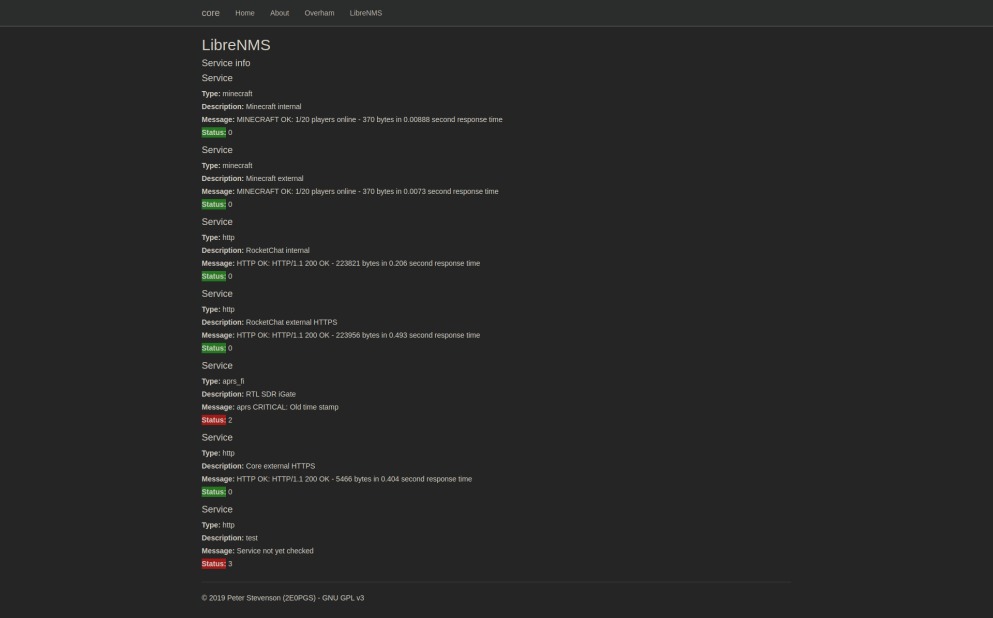 core Home About Overham LibreNMS
LibreNMS
Service info
Service
Type: minecraft
Description: Minecraft internal
Message: MINECRAFT OK: 1/20 players online - 370 bytes in 0.00888 second response time
Status: 0
Service
Type: minecraft
Description: Minecraft external
Message: MINECRAFT OK: 1/20 players online - 370 bytes in 0.0073 second response time
Status: 0
Service
Type: http
Description: RocketChat internal
Message: HTTP OK: HTTP/1.1 200 OK - 223821 bytes in 0.206 second response time
Status: 0
Service
Type: http
Description: RocketChat external HTTPS
Message: HTTP OK: HTTP/1.1 200 OK - 223956 bytes in 0.493 second response time
Status: 0
Service
Type: aprs_fi
Description: RTL SDR iGate
Message: aprs CRITICAL: Old time stamp
Status: 2
Service
Type: http
Description: Core external HTTPS
Message: HTTP OK: HTTP/1.1 200 OK - 5466 bytes in 0.404 second response time
Status: 0
Service
Type: http
Description: test
Message: Service not yet checked
Status: 3
© 2019 Peter Stevenson (2E0PGS) - GNU GPL v3